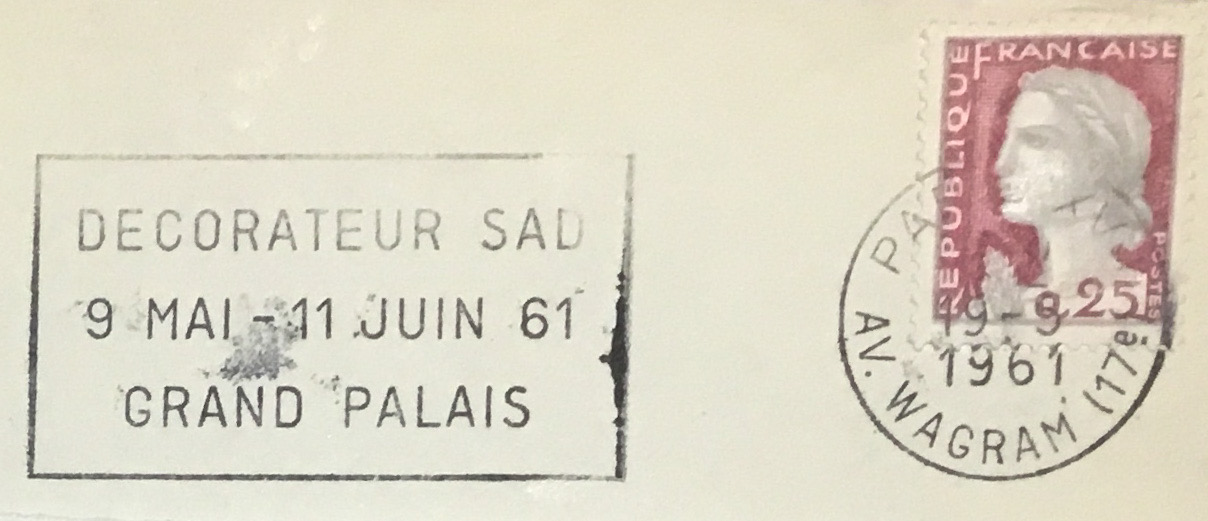 DECORATEUR SAD
9 MAI - 11 JUIN 61
GRAND PALAIS
REPUBLIQUE FRANCAISE
0,25
POSTES
19-9
1961
AV. WAGRAM (17e)